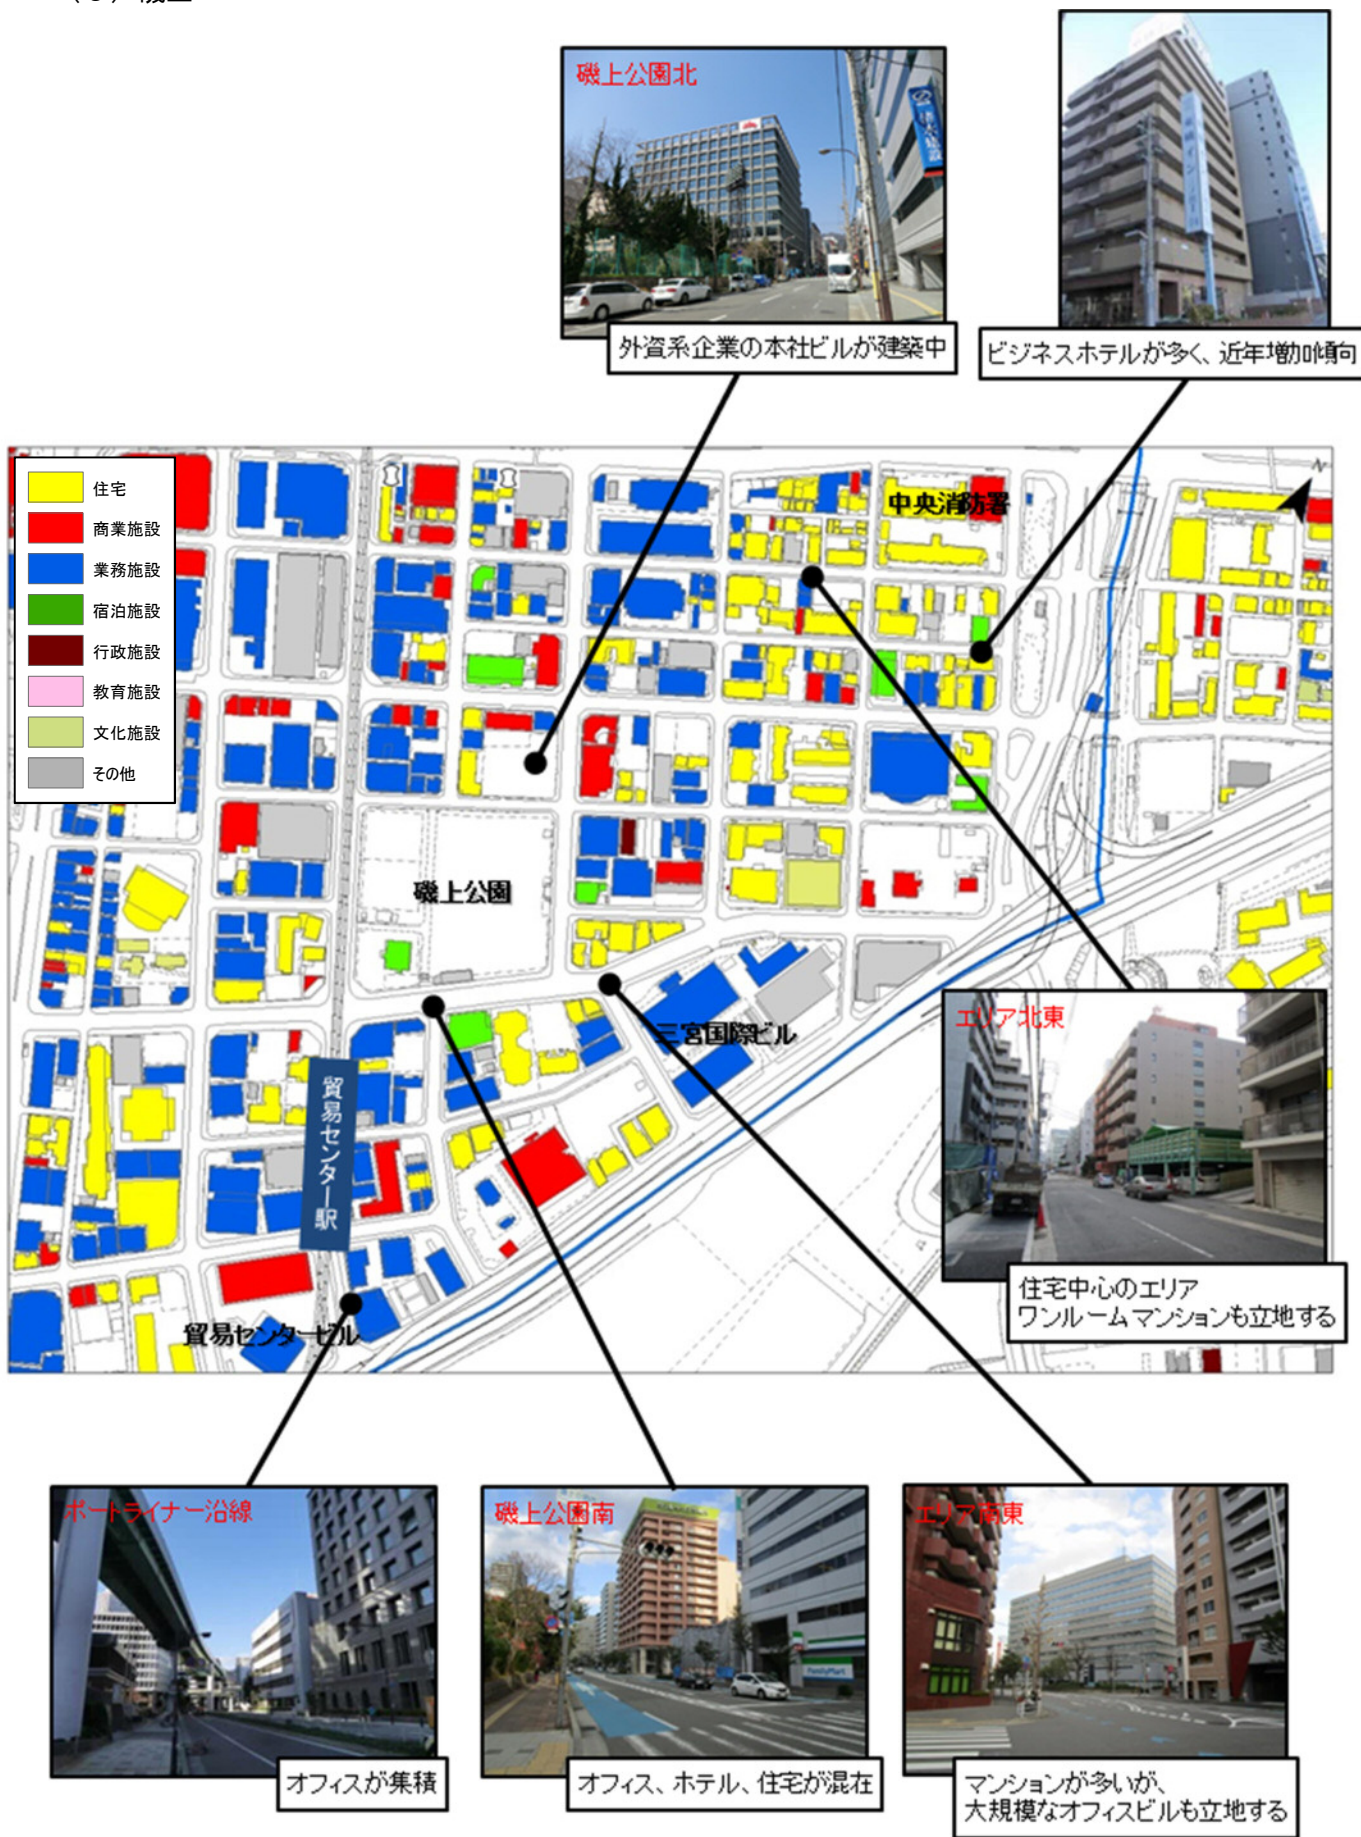 磯上公園北
外資系企業の本社ビルが建築中
ビジネスホテルが多く、近年増加傾向
住宅
商業施設
業務施設
宿泊施設
行政施設
教育施設
文化施設
その他
N
中央消防署
磯上公園
三宮国際ビル
貿易センター駅
貿易センタービル
エリア北東
住宅中心のエリア
ワンルームマンションも立地する
ポートライナー沿線
オフィスが集積
磯上公園南
FamilyMart
オフィス、ホテル、住宅が混在
エリア南東
マンションが多いが、
大規模なオフィスビルも立地する